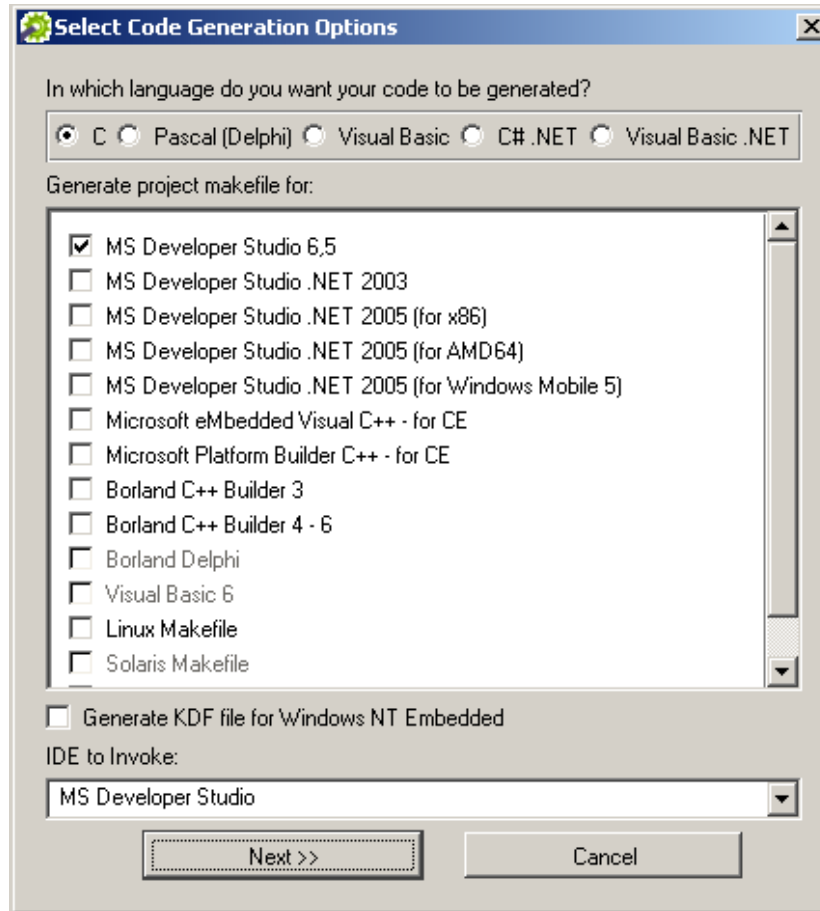 Select Code Generation Options
In which language do you want your code to be generated?
C Pascal (Delphi) Visual Basic C# .NET Visual Basic .NET
Generate project makefile for:
MS Developer Studio 6,5
MS Developer Studio .NET 2003
MS Developer Studio .NET 2005 (for x86)
MS Developer Studio .NET 2005 (for AMD64)
MS Developer Studio .NET 2005 (for Windows Mobile 5)
Microsoft eMbedded Visual C++ - for CE
Microsoft Platform Builder C++ - for CE
Borland C++ Builder 3
Borland C++ Builder 4 - 6
Borland Delphi
Visual Basic 6
Linux Makefile
Solaris Makefile
Generate KDF file for Windows NT Embedded
IDE to Invoke:
MS Developer Studio
Next >> Cancel